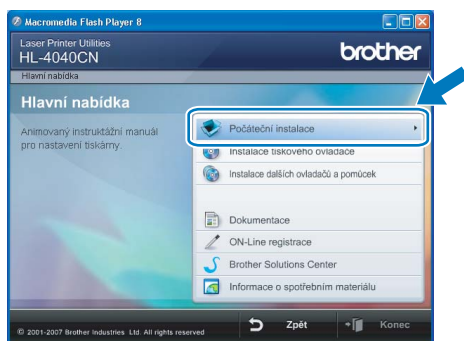 Macromedia Flash Player 8
Laser Printer Utilities
HL-4040CN
brother
Hlavní nabídka
Hlavní nabídka
Animovaný instruktážní manuál
pro nastavení tiskárny.
Počáteční instalace
Instalace tiskového ovladače
Instalace dalších ovladačů a pomůcek
Dokumentace
ON-Line registrace
Brother Solutions Center
Informace o spotřebním materiálu
© 2001-2007 Brother Industries Ltd. All rights reserved
Zpět
Konec